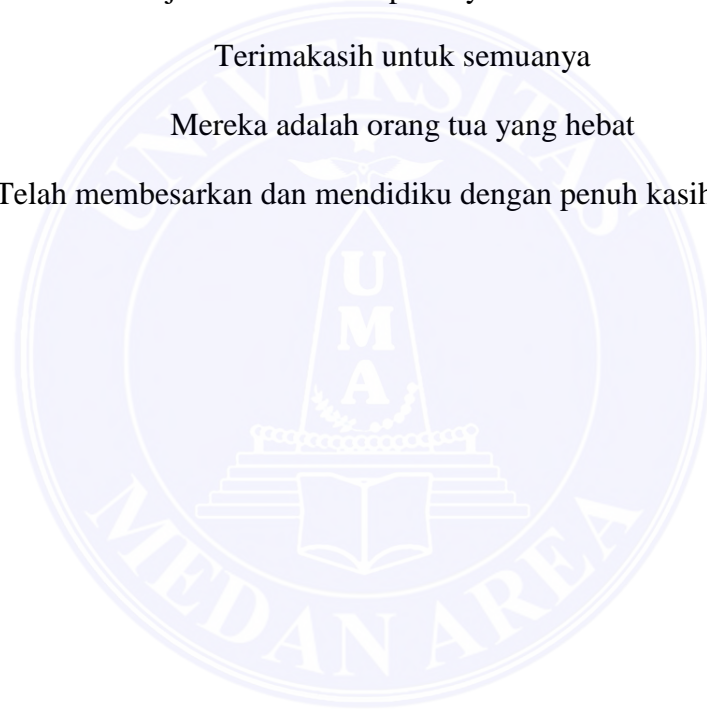 Terimakasih untuk semuanya
Mereka adalah orang tua yang hebat
Telah membesarkan dan mendidiku dengan penuh
UNIVERSITAS
UMA
MEDAN AREA